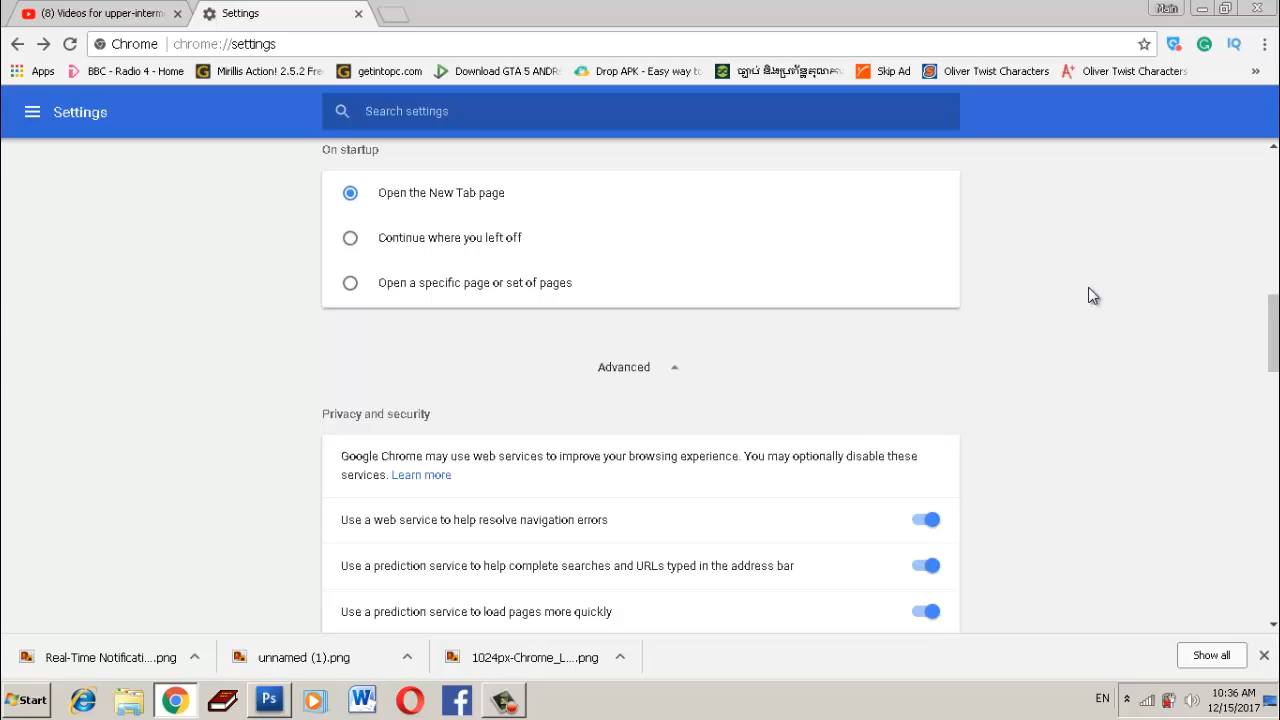 (8) Videos for upper-interm
Settings
Main
Chrome
chrome://settings
Apps
BBC - Radio 4 - Home
Mirillis Action! 2.5.2 Fre
getintopc.com
Download GTA 5 ANDR
Drop APK - Easy way to
Skip Ad
Oliver Twist Characters
Oliver Twist Characters
»
Settings
Search settings
On startup
Open the New Tab page
Continue where you left off
Open a specific page or set of pages
Advanced
Privacy and security
Google Chrome may use web services to improve your browsing experience. You may optionally disable these
services. Learn more
Use a web service to help resolve navigation errors
Use a prediction service to help complete searches and URLs typed in the address bar
Use a prediction service to load pages more quickly
Real-Time Notificati....png
unnamed (1).png
1024px-Chrome_L....png
Show all
Start
Ps
EN
10:36 AM
12/15/2017